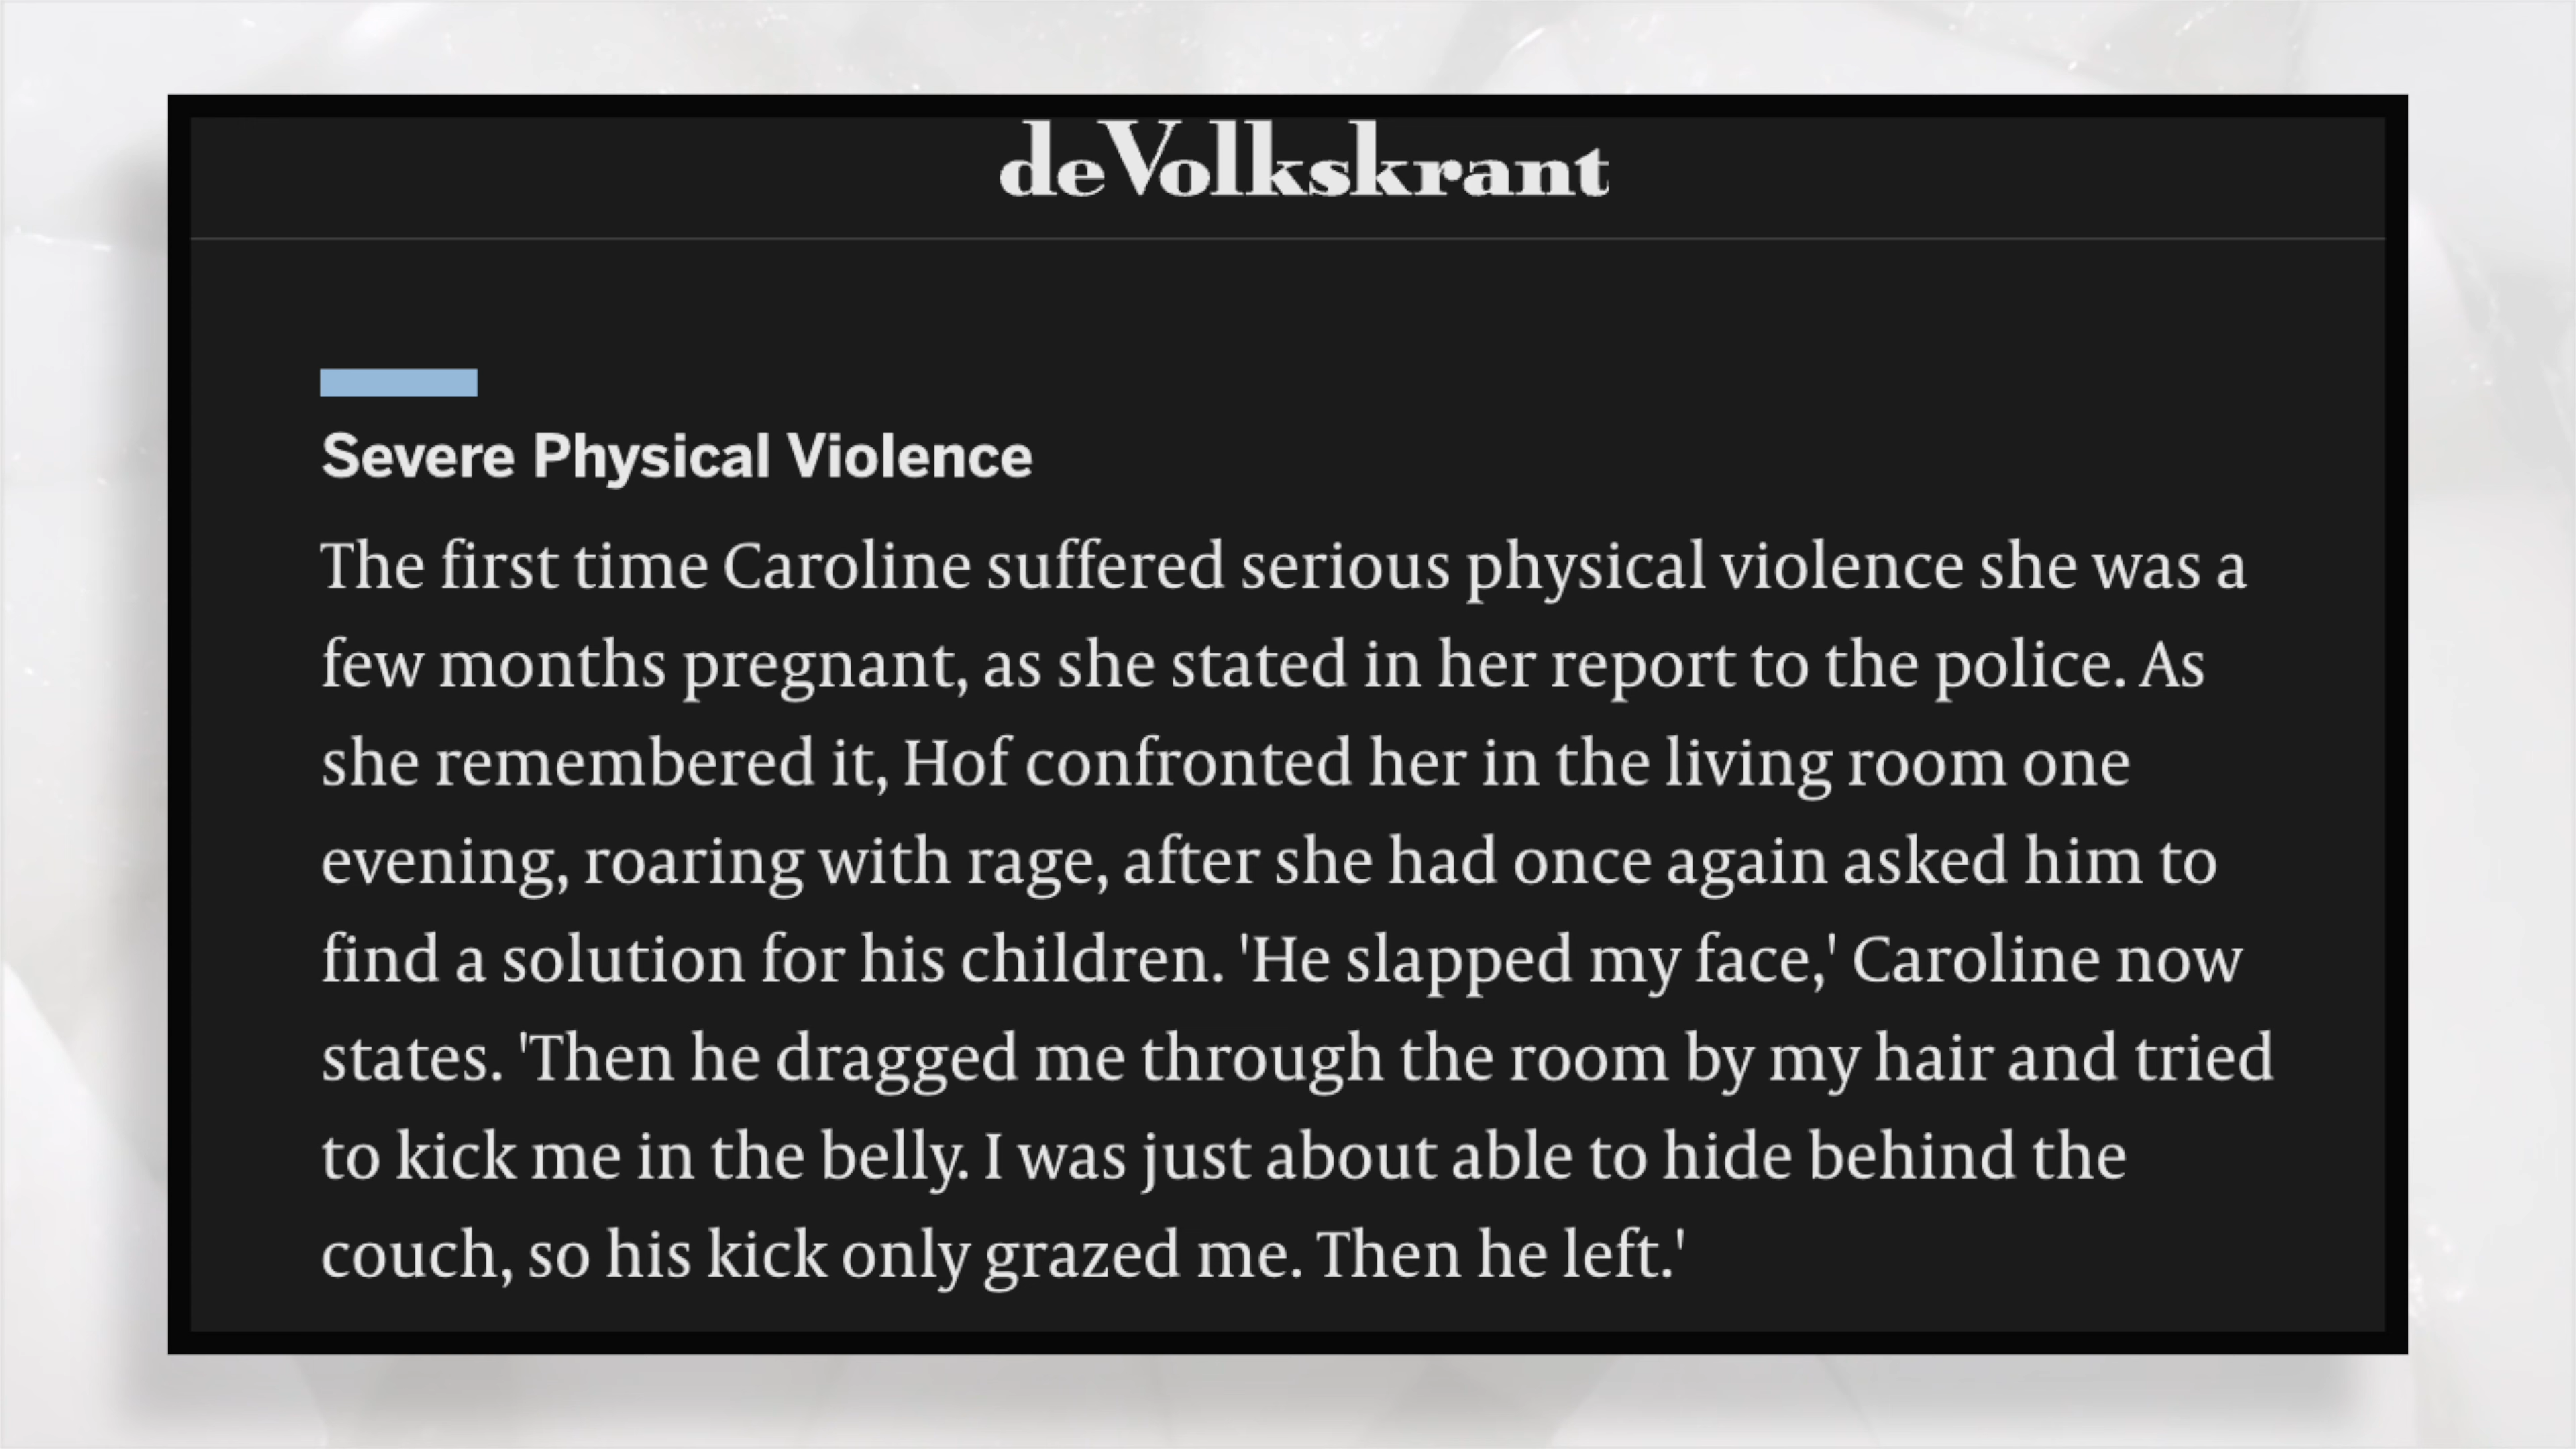 deVolkskrant
Severe Physical Violence
The first time Caroline suffered serious physical violence she was a
few months pregnant, as she stated in her report to the police. As
she remembered it, Hof confronted her in the living room one
evening, roaring with rage, after she had once again asked him to
find a solution for his children. 'He slapped my face,' Caroline now
states. 'Then he dragged me through the room by my hair and tried
to kick me in the belly. I was just about able to hide behind the
couch, so his kick only grazed me. Then he left.'